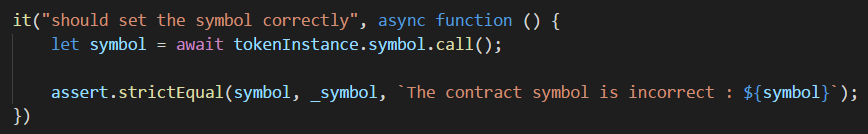 it("should set the symbol correctly", async function () {
    let symbol = await tokenInstance.symbol.call();
    assert.strictEqual(symbol, _symbol, `The contract symbol is incorrect : ${symbol}`);
})